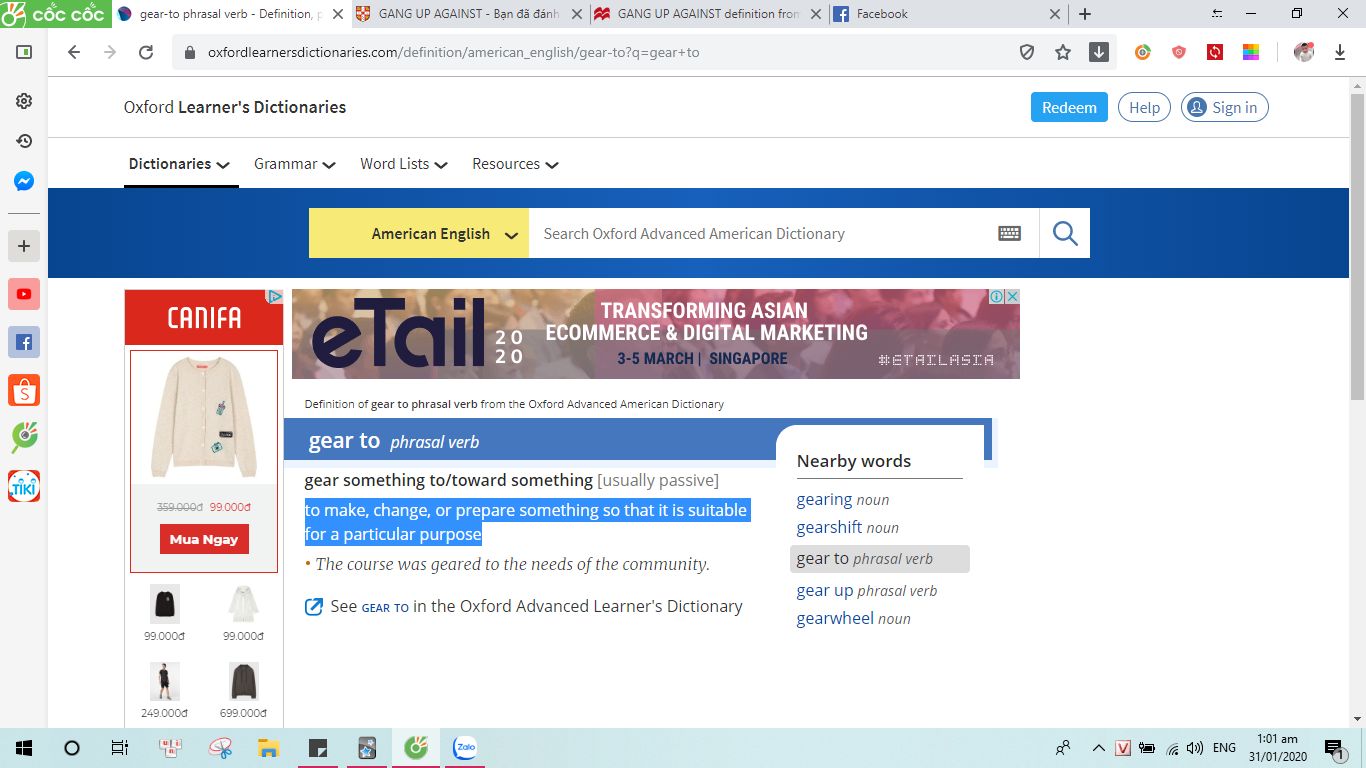 CỐC CỐC
gear-to phrasal verb - Definition, p
GANG UP AGAINST - Bạn đã đánh
GANG UP AGAINST definition from
Facebook
oxfordlearnersdictionaries.com/definition/american_english/gear-to?q=gear+to
Oxford Learner's Dictionaries
Redeem
Help
Sign in
Dictionaries
Grammar
Word Lists
Resources
American English
Search Oxford Advanced American Dictionary
CANIFA
359.000đ 99.000đ
Mua Ngay
99.000đ
99.000đ
249.000đ
699.000đ
eTail
20
20
TRANSFORMING ASIAN
ECOMMERCE & DIGITAL MARKETING
3-5 MARCH | SINGAPORE
#ETAILASIA
Definition of gear to phrasal verb from the Oxford Advanced American Dictionary
gear to phrasal verb
gear something to/toward something [usually passive]
to make, change, or prepare something so that it is suitable
for a particular purpose
• The course was geared to the needs of the community.
See GEAR TO in the Oxford Advanced Learner's Dictionary
Nearby words
gearing noun
gearshift noun
gear to phrasal verb
gear up phrasal verb
gearwheel noun
TIKI
Zalo
V
ENG
1:01 am
31/01/2020
1